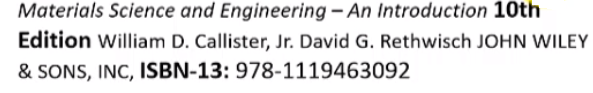 Materials Science and Engineering – An Introduction 10th
Edition William D. Callister, Jr. David G. Rethwisch JOHN WILEY
& SONS, INC, ISBN-13: 978-1119463092